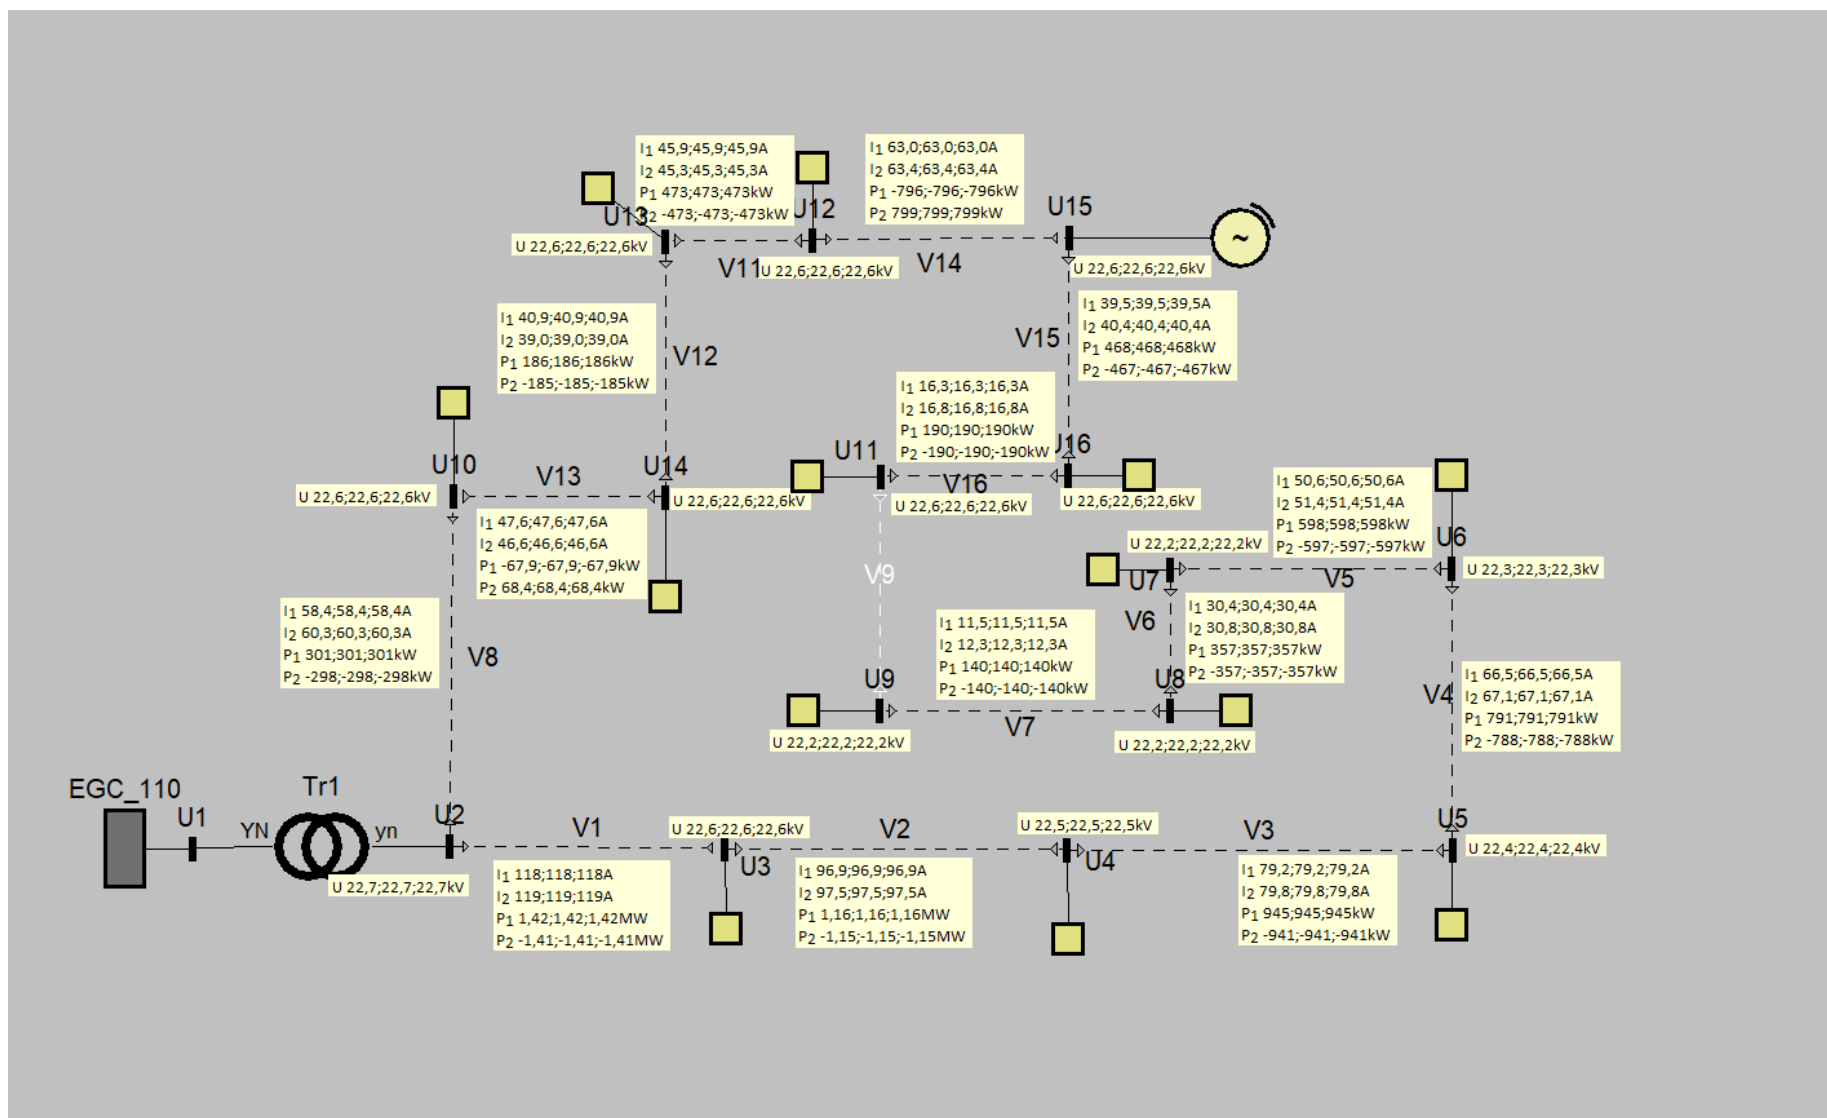 I1 45,9;45,9;45,9A
I2 45,3;45,3;45,3A
P1 473;473;473kW
P2 -473;-473;-473kW
I1 63,0;63,0;63,0A
I2 63,4;63,4;63,4A
P1 -796;-796;-796kW
P2 799;799;799kW
U13
U12
U15
~
U 22,6;22,6;22,6kV
V11
U 22,6;22,6;22,6kV
V14
U 22,6;22,6;22,6kV
I1 40,9;40,9;40,9A
I2 39,0;39,0;39,0A
P1 186;186;186kW
P2 -185;-185;-185kW
V12
V15
I1 39,5;39,5;39,5A
I2 40,4;40,4;40,4A
P1 468;468;468kW
P2 -467;-467;-467kW
I1 16,3;16,3;16,3A
I2 16,8;16,8;16,8A
P1 190;190;190kW
P2 -190;-190;-190kW
U10
V13
U14
U11
V16
U16
U 22,6;22,6;22,6kV
U 22,6;22,6;22,6kV
U 22,6;22,6;22,6kV
U 22,6;22,6;22,6kV
I1 50,6;50,6;50,6A
I2 51,4;51,4;51,4A
P1 598;598;598kW
P2 -597;-597;-597kW
I1 47,6;47,6;47,6A
I2 46,6;46,6;46,6A
P1 -67,9;-67,9;-67,9kW
P2 68,4;68,4;68,4kW
U 22,2;22,2;22,2kV
U6
V9
U7
V5
U 22,3;22,3;22,3kV
I1 58,4;58,4;58,4A
I2 60,3;60,3;60,3A
P1 301;301;301kW
P2 -298;-298;-298kW
V8
I1 11,5;11,5;11,5A
I2 12,3;12,3;12,3A
P1 140;140;140kW
P2 -140;-140;-140kW
V6
I1 30,4;30,4;30,4A
I2 30,8;30,8;30,8A
P1 357;357;357kW
P2 -357;-357;-357kW
U9
U8
V7
V4
I1 66,5;66,5;66,5A
I2 67,1;67,1;67,1A
P1 791;791;791kW
P2 -788;-788;-788kW
U 22,2;22,2;22,2kV
U 22,2;22,2;22,2kV
EGC_110
U1
Tr1
YN
yn
U2
V1
U 22,6;22,6;22,6kV
V2
U 22,5;22,5;22,5kV
V3
U5
U3
U4
U 22,4;22,4;22,4kV
U 22,7;22,7;22,7kV
I1 118;118;118A
I2 119;119;119A
P1 1,42;1,42;1,42MW
P2 -1,41;-1,41;-1,41MW
I1 96,9;96,9;96,9A
I2 97,5;97,5;97,5A
P1 1,16;1,16;1,16MW
P2 -1,15;-1,15;-1,15MW
I1 79,2;79,2;79,2A
I2 79,8;79,8;79,8A
P1 945;945;945kW
P2 -941;-941;-941kW